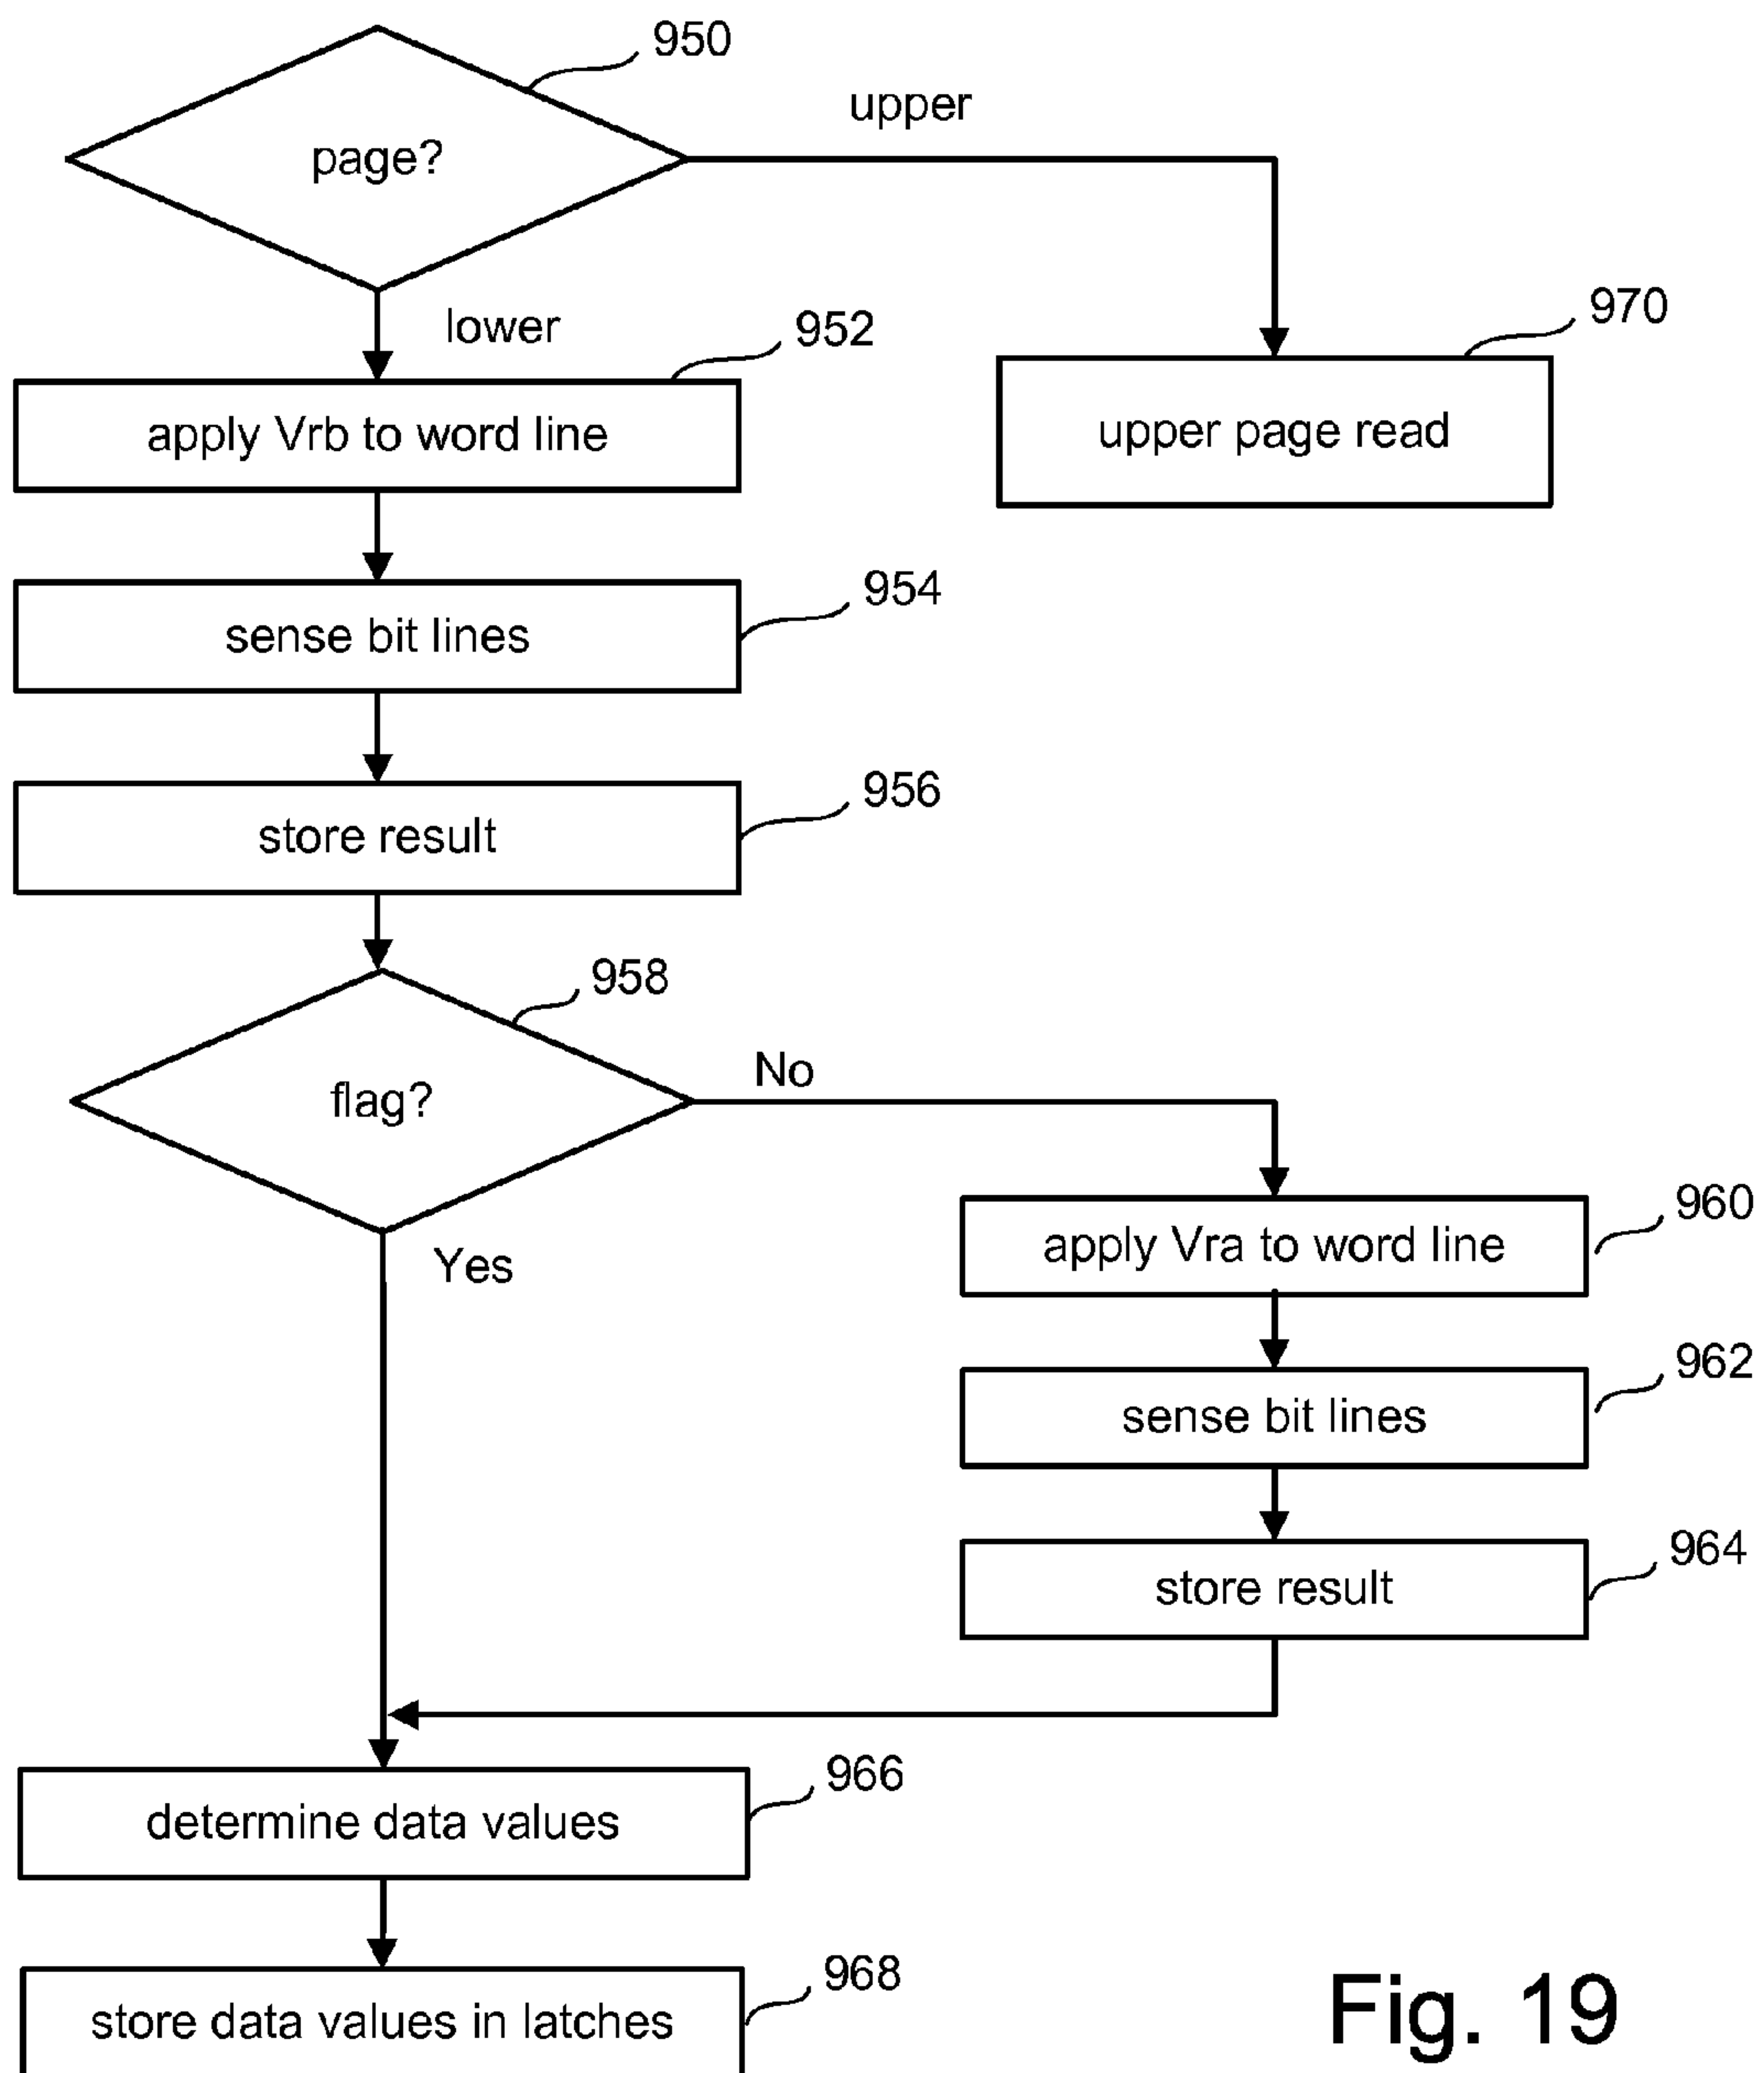 950
page?
upper
lower
952
970
apply Vrb to word line
upper page read
954
sense bit lines
956
store result
958
flag?
No
Yes
960
apply Vra to word line
962
sense bit lines
964
store result
966
determine data values
968
store data values in latches
Fig. 19